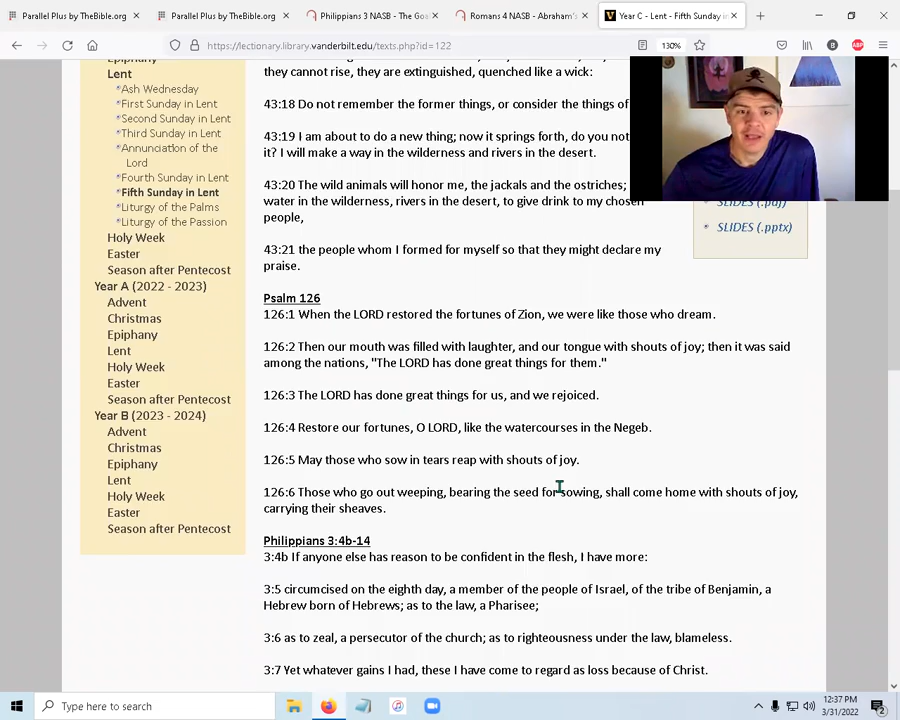 Parallel Plus by TheBible.org
Parallel Plus by TheBible.org
Philippians 3 NASB - The Go
Romans 4 NASB - Abraham's
Year C - Lent - Fifth Sunday in
https://lectionary.library.vanderbilt.edu/texts.php?id=122
130%
Epiphany
Lent
Ash Wednesday
First Sunday in Lent
Second Sunday in Lent
Third Sunday in Lent
Annunciation of the
Lord
Fourth Sunday in Lent
Fifth Sunday in Lent
Liturgy of the Palms
Liturgy of the Passion
Holy Week
Easter
Season after Pentecost
Year A (2022 - 2023)
Advent
Christmas
Epiphany
Lent
Holy Week
Easter
Season after Pentecost
Year B (2023 - 2024)
Advent
Christmas
Epiphany
Lent
Holy Week
Easter
Season after Pentecost
they cannot rise, they are extinguished, quenched like a wick:
43:18 Do not remember the former things, or consider the things of
43:19 I am about to do a new thing; now it springs forth, do you not
it? I will make a way in the wilderness and rivers in the desert.
43:20 The wild animals will honor me, the jackals and the ostriches;
water in the wilderness, rivers in the desert, to give drink to my chosen
people,
43:21 the people whom I formed for myself so that they might declare my
praise.
Psalm 126
126:1 When the LORD restored the fortunes of Zion, we were like those who dream.
126:2 Then our mouth was filled with laughter, and our tongue with shouts of joy; then it was said
among the nations, "The LORD has done great things for them."
126:3 The LORD has done great things for us, and we rejoiced.
126:4 Restore our fortunes, O LORD, like the watercourses in the Negeb.
126:5 May those who sow in tears reap with shouts of joy.
126:6 Those who go out weeping, bearing the seed for sowing, shall come home with shouts of joy,
carrying their sheaves.
Philippians 3:4b-14
3:4b If anyone else has reason to be confident in the flesh, I have more:
3:5 circumcised on the eighth day, a member of the people of Israel, of the tribe of Benjamin, a
Hebrew born of Hebrews; as to the law, a Pharisee;
3:6 as to zeal, a persecutor of the church; as to righteousness under the law, blameless.
3:7 Yet whatever gains I had, these I have come to regard as loss because of Christ.
SLIDES (.pdf)
SLIDES (.pptx)
Type here to search
12:37 PM
3/31/2022
2